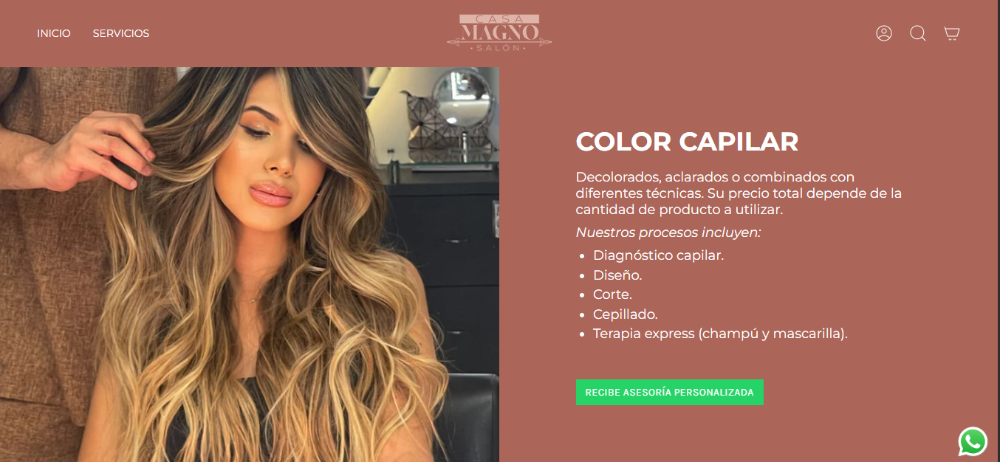 INICIO
SERVICIOS
CASA
MAGNO
• SALÓN •
COLOR CAPILAR
Decolorados, aclarados o combinados con
diferentes técnicas. Su precio total depende de la
cantidad de producto a utilizar.
Nuestros procesos incluyen:
• Diagnóstico capilar.
• Diseño.
• Corte.
• Cepillado.
• Terapia express (champú y mascarilla).
RECIBE ASESORÍA PERSONALIZADA